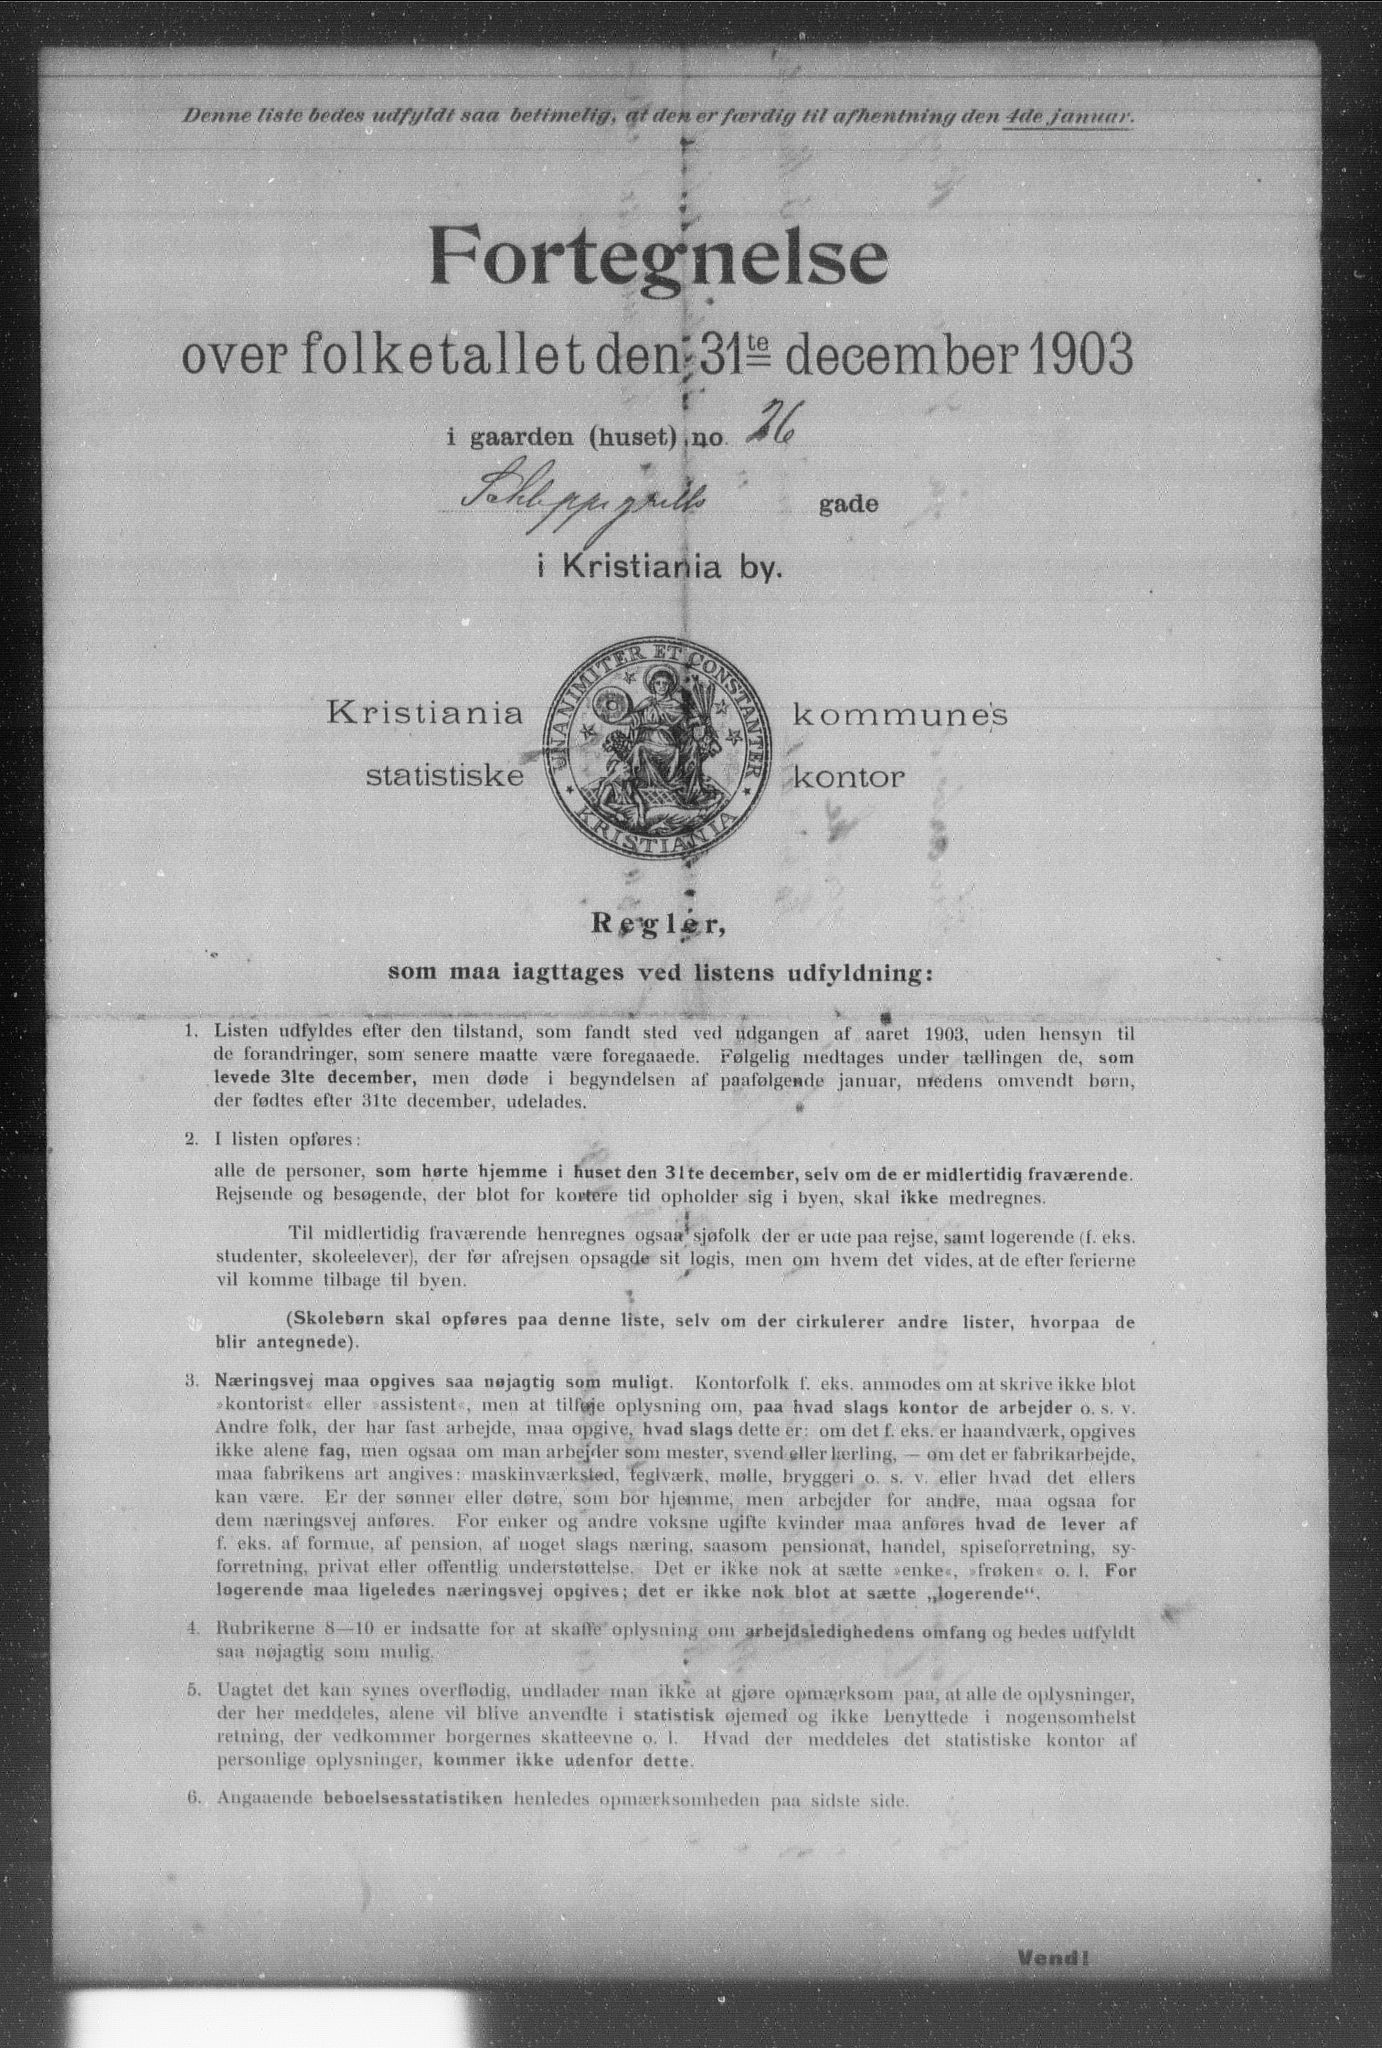 Denne liste bedes udfyldt saa betimelig, at den er færdig til afhentning den 4de januar.
Fortegnelse
over folketallet den 31te december 1903
i gaarden (huset) no. 26
Schleppegrells gade
i Kristiania by.
UNANIMITER ET CONSTANTER
KRISTIANIA
Kristiania kommunes
statistiske kontor
Regler,
som maa iagttages ved listens udfyldning:
1. Listen udfyldes efter den tilstand, som fandt sted ved udgangen af aaret 1903, uden hensyn til
de forandringer, som senere maatte være foregaaede. Følgelig medtages under tællingen de, som
levede 31te december, men døde i begyndelsen af paafølgende januar, medens omvendt børn,
der fødtes efter 31te december, udelades.
2. I listen opføres:
alle de personer, som hørte hjemme i huset den 31te december, selv om de er midlertidig fraværende.
Rejsende og besøgende, der blot for kortere tid opholder sig i byen, skal ikke medregnes.
Til midlertidig fraværende henregnes ogsaa sjøfolk der er ude paa rejse, samt logerende (f. eks.
studenter, skoleelever), der før afrejsen opsagde sit logis, men om hvem det vides, at de efter ferierne
vil komme tilbage til byen.
(Skolebørn skal opføres paa denne liste, selv om der cirkulerer andre lister, hvorpaa de
blir antegnede).
3. Næringsvej maa opgives saa nøjagtig som muligt. Kontorfolk f. eks. anmodes om at skrive ikke blot
»kontorist« eller »assistent«, men at tilføje oplysning om, paa hvad slags kontor de arbejder o. s. v.
Andre folk, der har fast arbejde, maa opgive, hvad slags dette er: om det f. eks. er haandværk, opgives
ikke alene fag, men ogsaa om man arbejder som mester, svend eller lærling, — om det er fabrikarbejde,
maa fabrikens art angives: maskinværksted, teglværk, mølle, bryggeri o. s. v. eller hvad det ellers
kan være. Er der sønner eller døtre, som bor hjemme, men arbejder for andre, maa ogsaa for
dem næringsvej anføres. For enker og andre voksne ugifte kvinder maa anføres hvad de lever af
f. eks. af formue, af pension, af noget slags næring, saasom pensionat, handel, spiseforretning, sy-
forretning, privat eller offentlig understøttelse. Det er ikke nok at sætte »enke«, »frøken« o. l. For
logerende maa ligeledes næringsvej opgives; det er ikke nok blot at sætte „logerende“.
4. Rubrikerne 8—10 er indsatte for at skaffe oplysning om arbejdsledighedens omfang og bedes udfyldt
saa nøjagtig som mulig.
5. Uagtet det kan synes overflødig, undlader man ikke at gjøre opmærksom paa, at alle de oplysninger,
der her meddeles, alene vil blive anvendte i statistisk øjemed og ikke benyttede i nogensomhelst
retning, der vedkommer borgernes skatteevne o. l. Hvad der meddeles det statistiske kontor af
personlige oplysninger, kommer ikke udenfor dette.
6. Angaaende beboelsesstatistiken henledes opmærksomheden paa sidste side.
Vend!